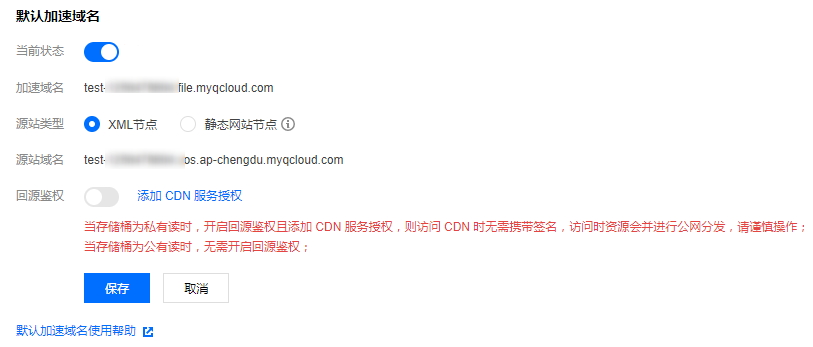 默认加速域名
当前状态
加速域名 test- file.myqcloud.com
源站类型 XML节点 静态网站节点
源站域名 test- os.ap-chengdu.myqcloud.com
回源鉴权 添加 CDN 服务授权
当存储桶为私有读时，开启回源鉴权且添加 CDN 服务授权，则访问 CDN 时无需携带签名，访问时资源会并进行公网分发，请谨慎操作；
当存储桶为公有读时，无需开启回源鉴权；
保存 取消
默认加速域名使用帮助